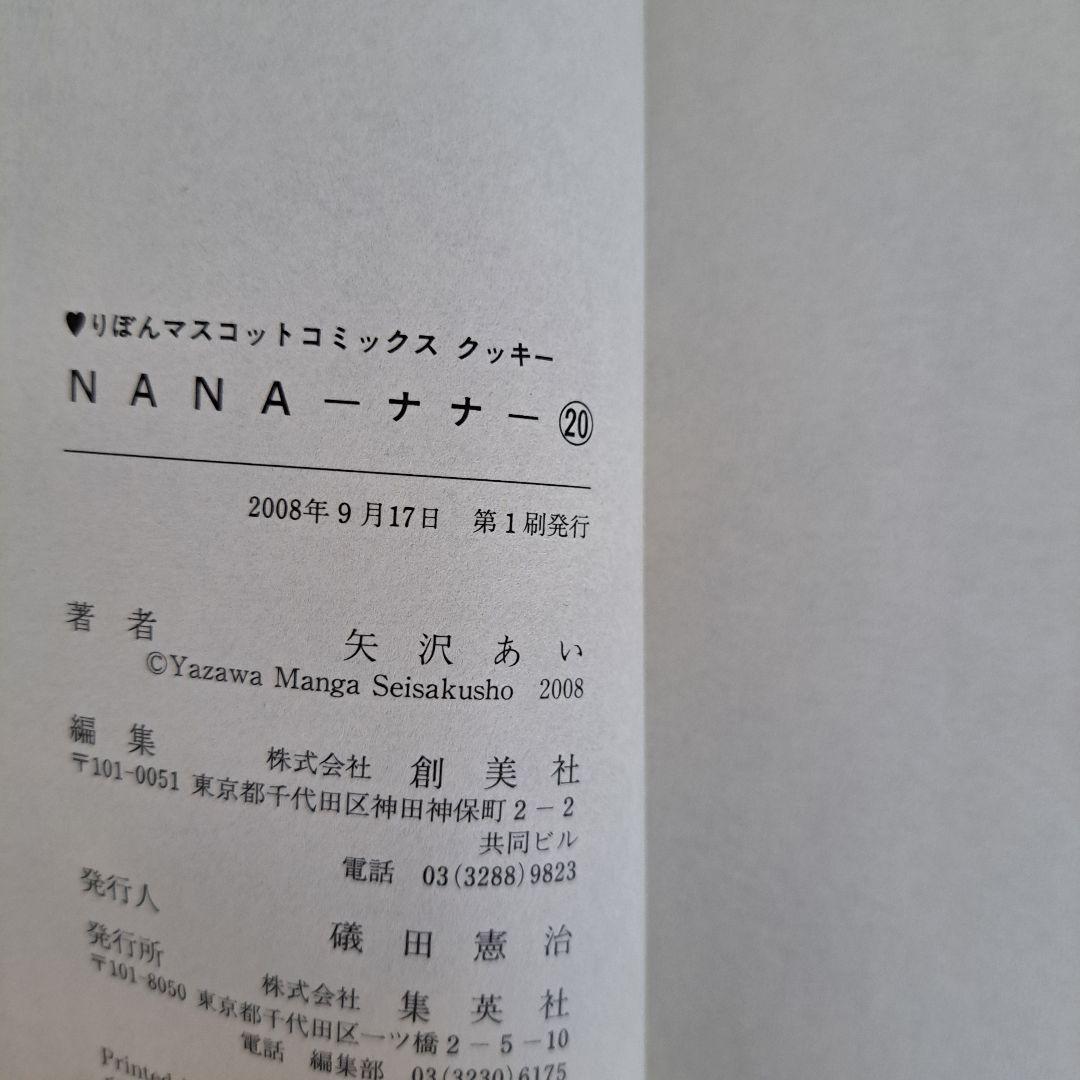 ♥りぼんマスコットコミックス クッキー
NANA―ナナ―⑳
2008年9月17日 第1刷発行
著者 矢沢あい
©Yazawa Manga Seisakusho 2008
編集 株式会社 創美社
〒101-0051 東京都千代田区神田神保町2－2
共同ビル
電話 03(3288)9823
発行人 礒田憲治
発行所 株式会社 集英社
〒101-8050 東京都千代田区一ツ橋2－5－10
電話 編集部 03(3230)6175
Printed